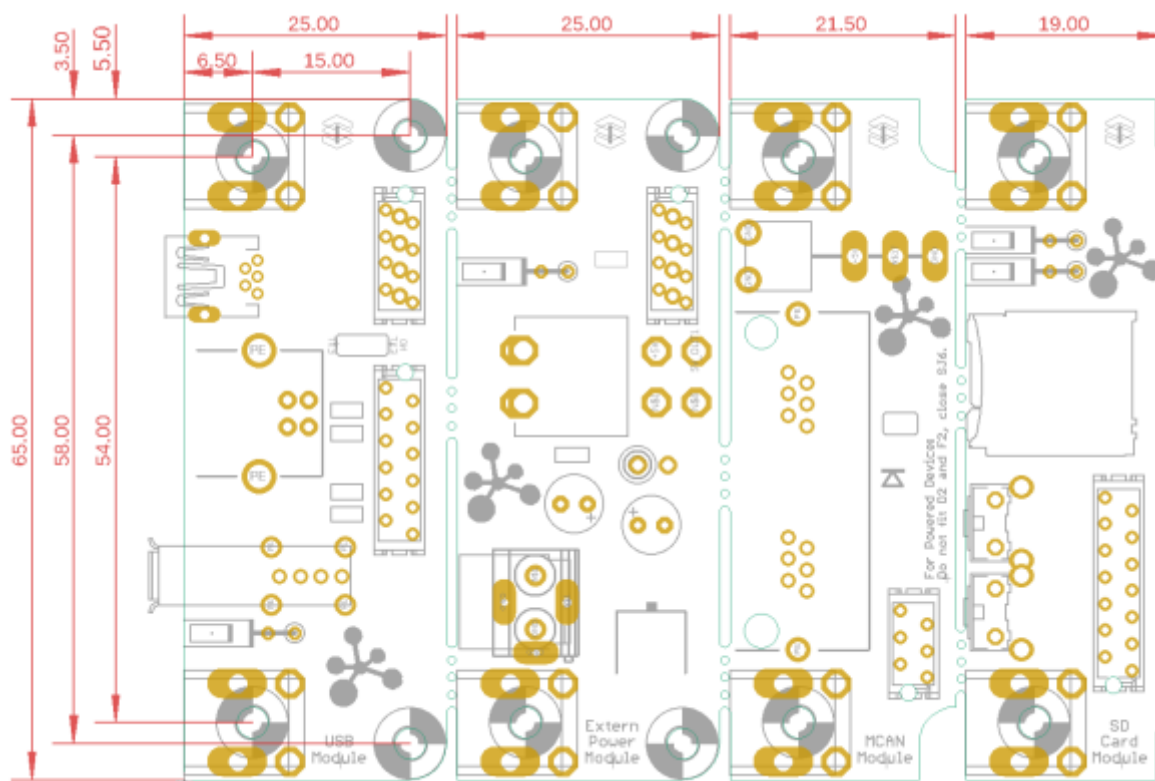 25.00
25.00
21.50
19.00
3.50
5.50
6.50
15.00
65.00
58.00
54.00
PE
PE
For Powered Devices
Do not fit D2 and F2, close SJ6.
USB
Module
Extern
Power
Module
MCAN
Module
SD
Card
Module